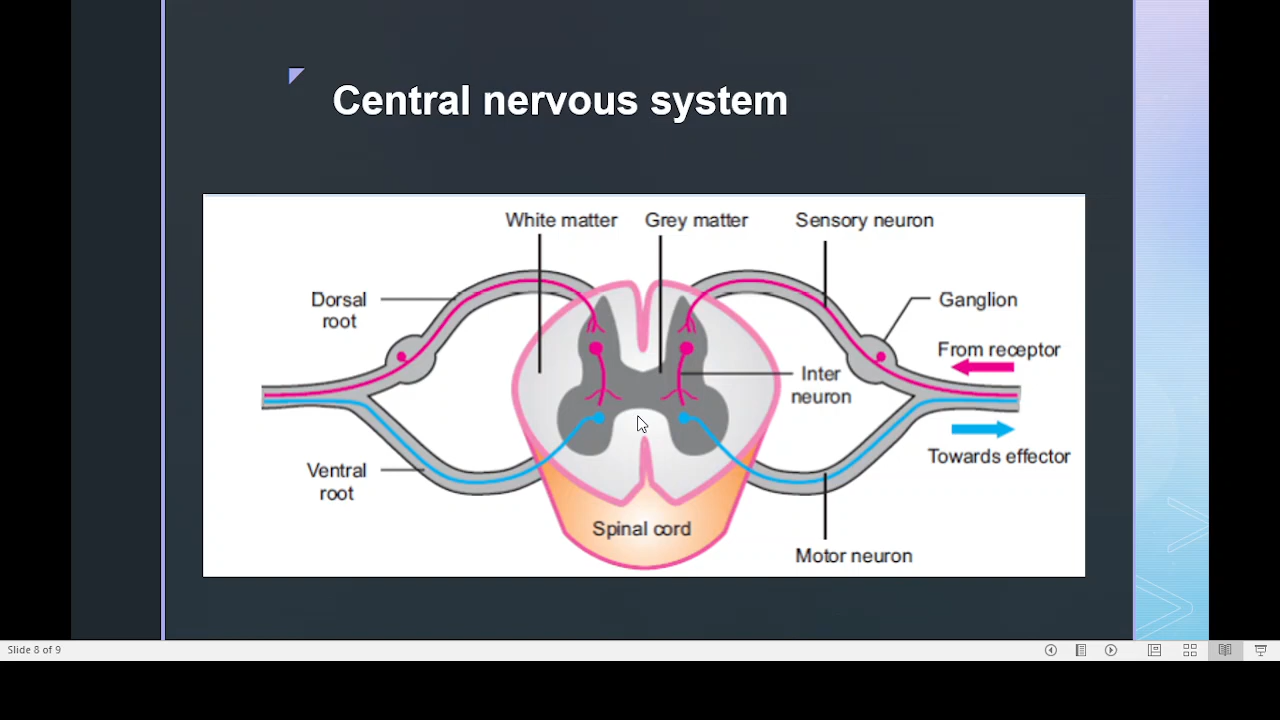 Central nervous system
White matter
Grey matter
Sensory neuron
Dorsal
root
Ganglion
From receptor
Inter
neuron
Towards effector
Ventral
root
Spinal cord
Motor neuron
Slide 8 of 9